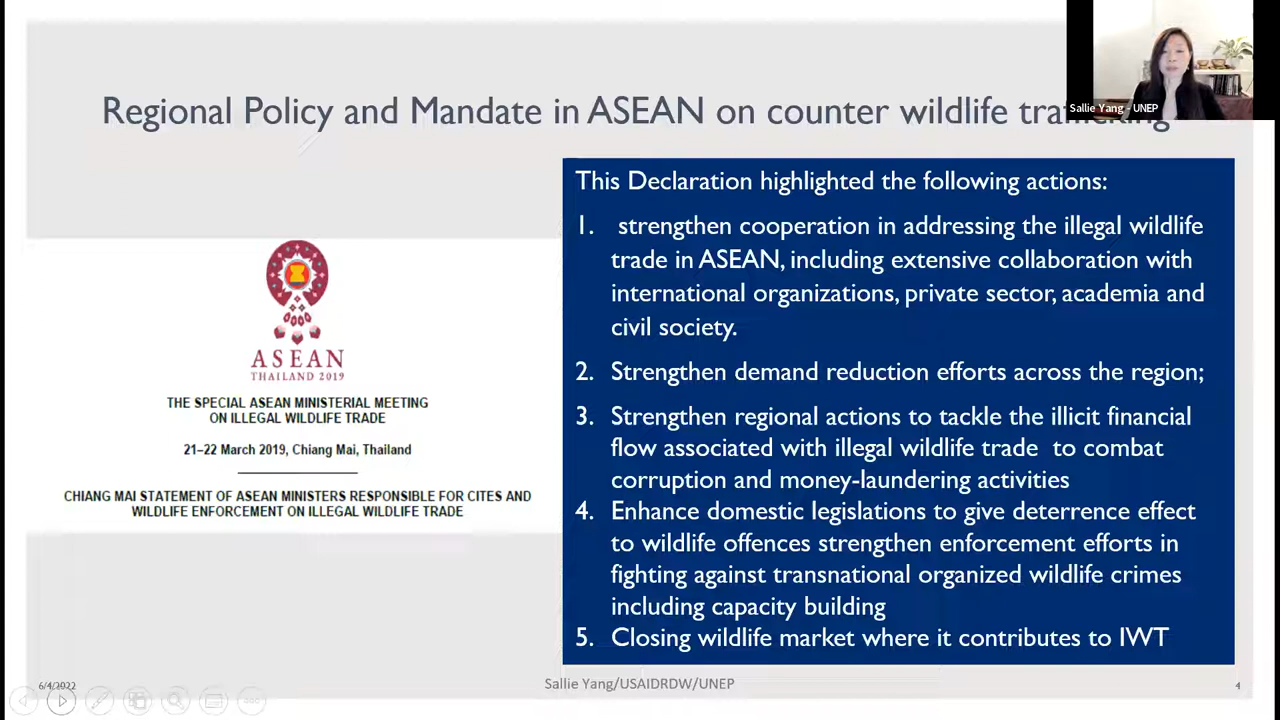 Sallie Yang - UNEP
Regional Policy and Mandate in ASEAN on counter wildlife trafficking
This Declaration highlighted the following actions:
1. strengthen cooperation in addressing the illegal wildlife
trade in ASEAN, including extensive collaboration with
international organizations, private sector, academia and
civil society.
2. Strengthen demand reduction efforts across the region;
3. Strengthen regional actions to tackle the illicit financial
flow associated with illegal wildlife trade to combat
corruption and money-laundering activities
4. Enhance domestic legislations to give deterrence effect
to wildlife offences strengthen enforcement efforts in
fighting against transnational organized wildlife crimes
including capacity building
5. Closing wildlife market where it contributes to IWT
ASEAN
THAILAND 2019
THE SPECIAL ASEAN MINISTERIAL MEETING
ON ILLEGAL WILDLIFE TRADE
21–22 March 2019, Chiang Mai, Thailand
CHIANG MAI STATEMENT OF ASEAN MINISTERS RESPONSIBLE FOR CITES AND
WILDLIFE ENFORCEMENT ON ILLEGAL WILDLIFE TRADE
6/4/2022
Sallie Yang/USAIDRDW/UNEP
4